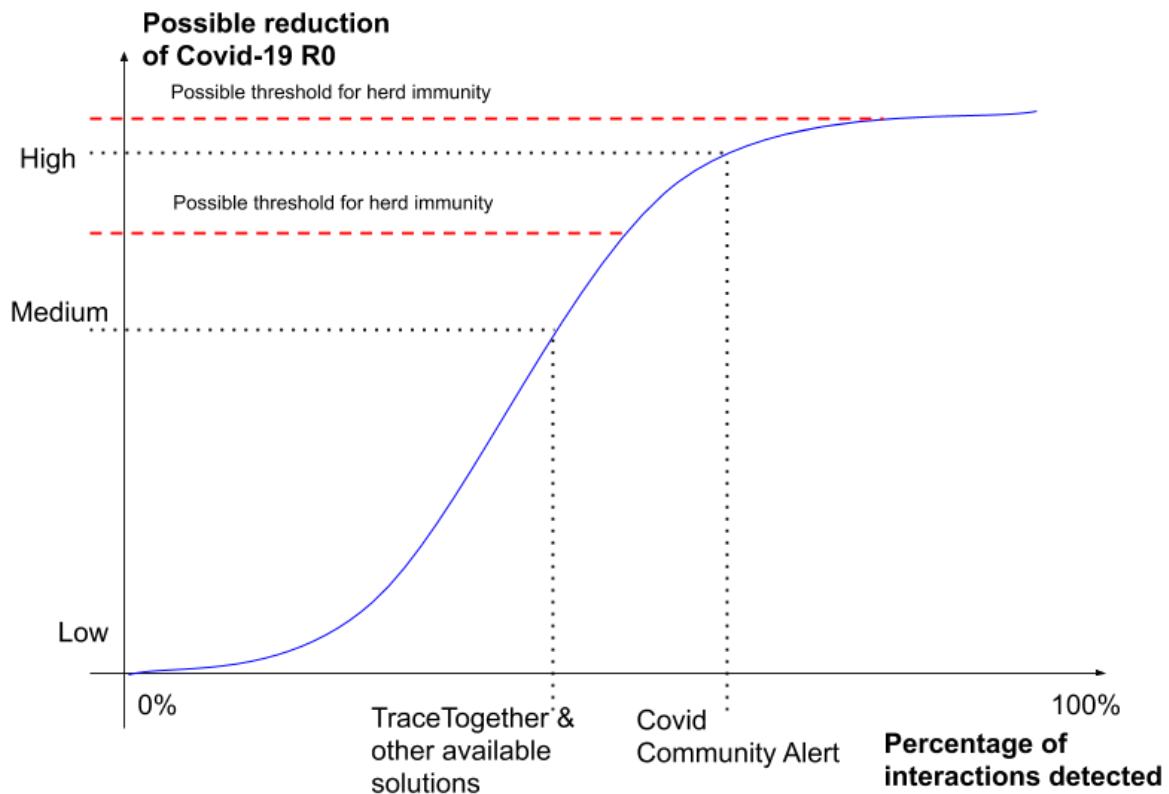 Possible reduction
of Covid-19 R0
Possible threshold for herd immunity
High
Possible threshold for herd immunity
Medium
Low
0%
100%
TraceTogether &
other available
solutions
Covid
Community Alert
Percentage of
interactions detected